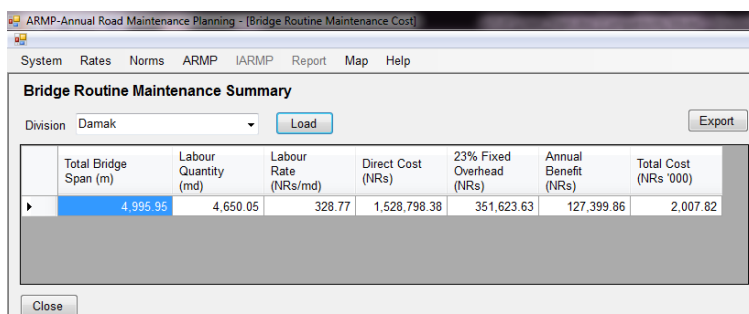 ARMP-Annual Road Maintenance Planning - [Bridge Routine Maintenance Cost]
System Rates Norms ARMP IARMP Report Map Help
Bridge Routine Maintenance Summary
Division Damak Load Export
Total Bridge Span (m) Labour Quantity (md) Labour Rate (NRs/md) Direct Cost (NRs) 23% Fixed Overhead (NRs) Annual Benefit (NRs) Total Cost (NRs '000)
4,995.95 4,650.05 328.77 1,528,798.38 351,623.63 127,399.86 2,007.82
Close